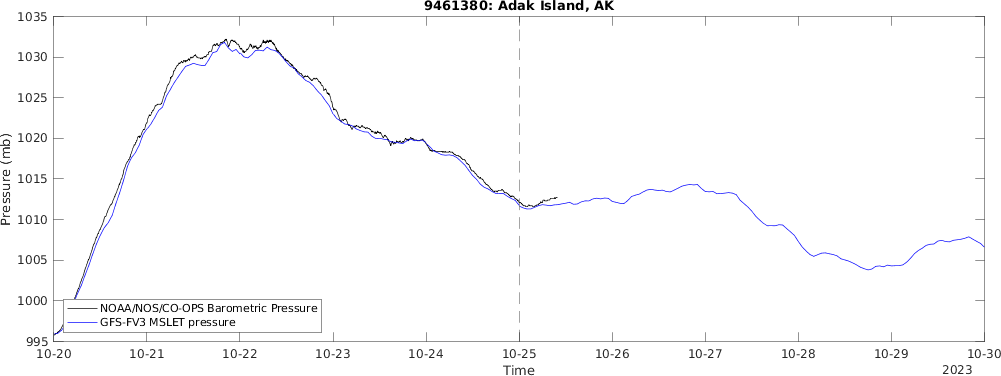 9461380: Adak Island, AK
Pressure (mb)
1035
1030
1025
1020
1015
1010
1005
1000
995
NOAA/NOS/CO-OPS Barometric Pressure
GFS-FV3 MSLET pressure
10-20 10-21 10-22 10-23 10-24 10-25 10-26 10-27 10-28 10-29 10-30
Time
2023